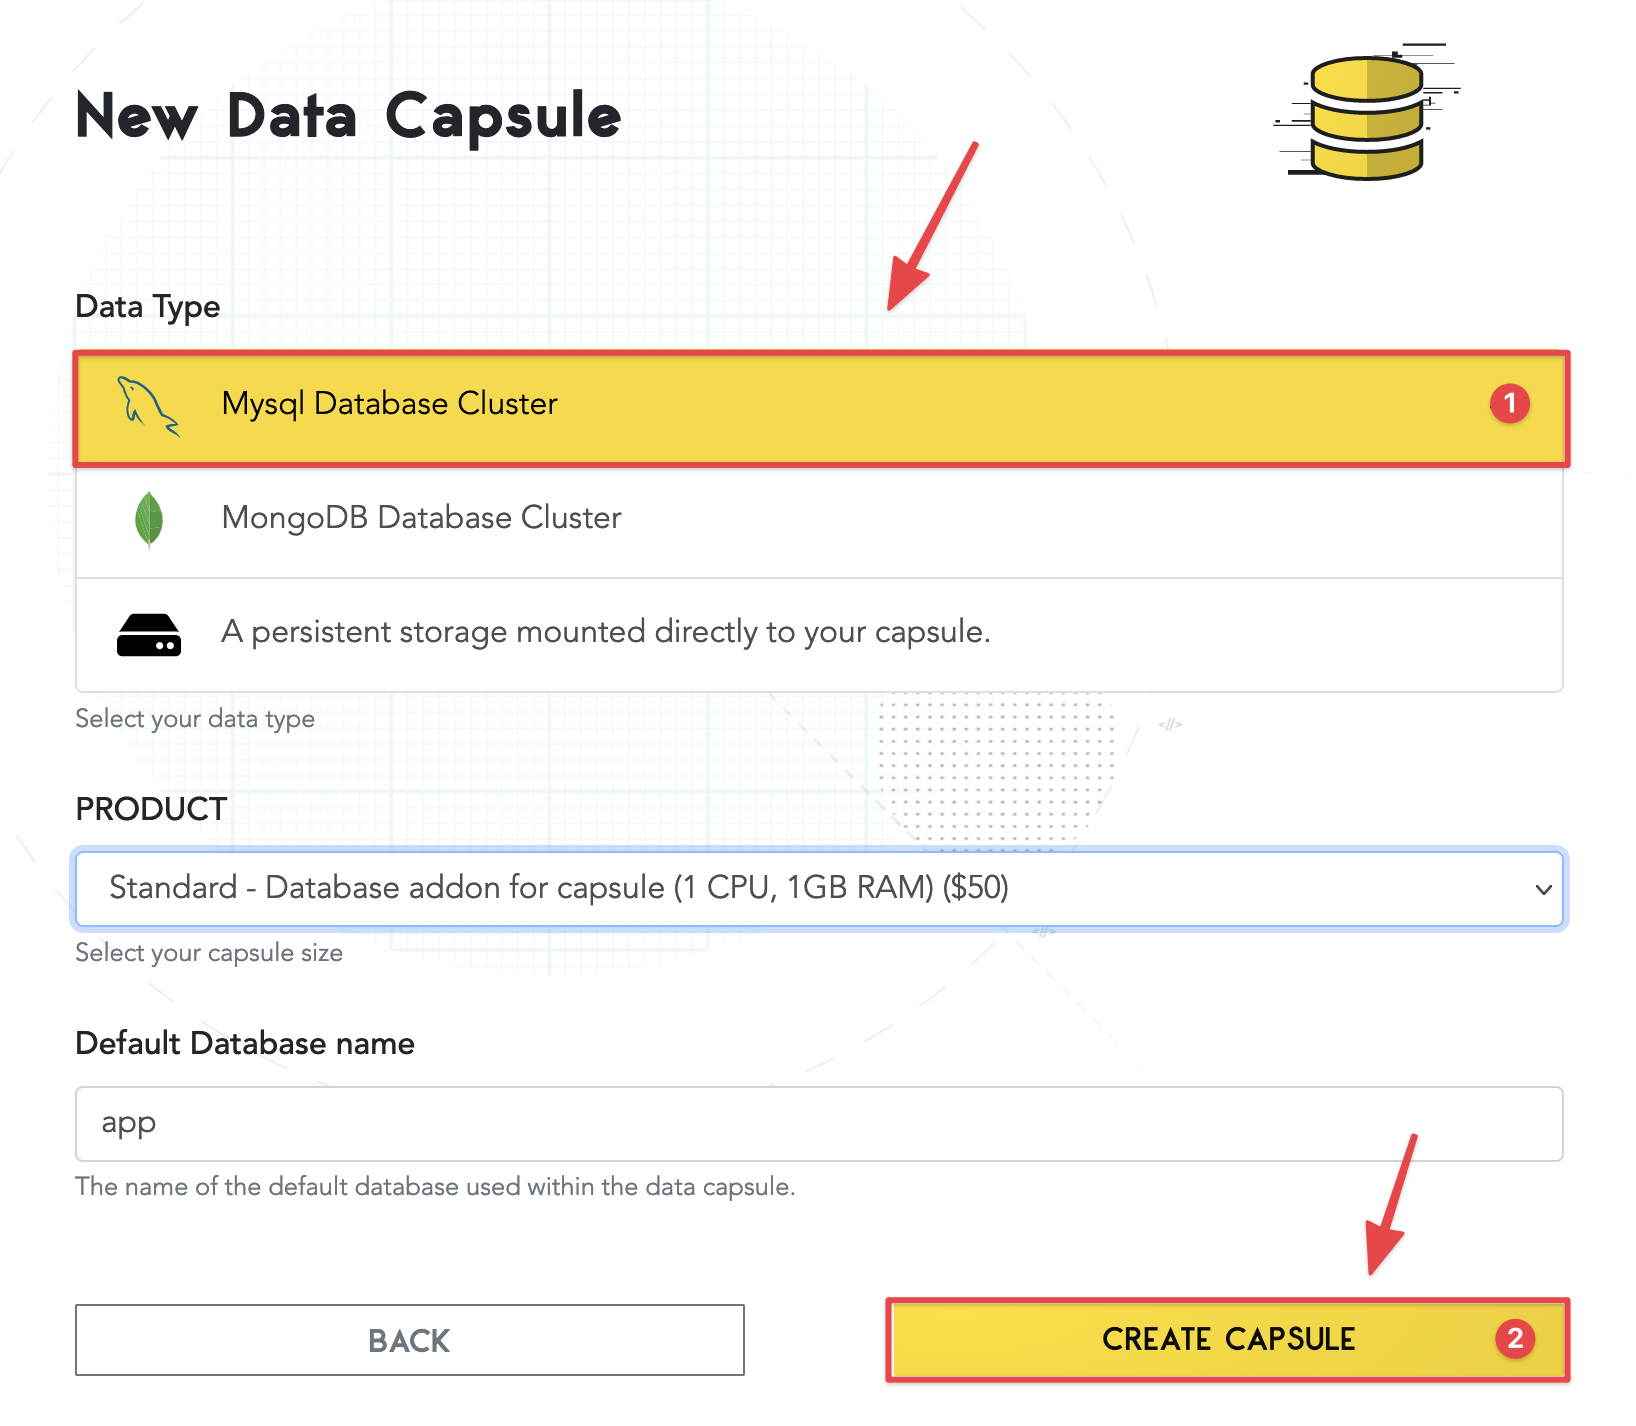 New Data Capsule
Data Type
Mysql Database Cluster
1
MongoDB Database Cluster
A persistent storage mounted directly to your capsule.
Select your data type
</>
PRODUCT
Standard - Database addon for capsule (1 CPU, 1GB RAM) ($50)
</>
Select your capsule size
Default Database name
app
The name of the default database used within the data capsule.
BACK
CREATE CAPSULE
2